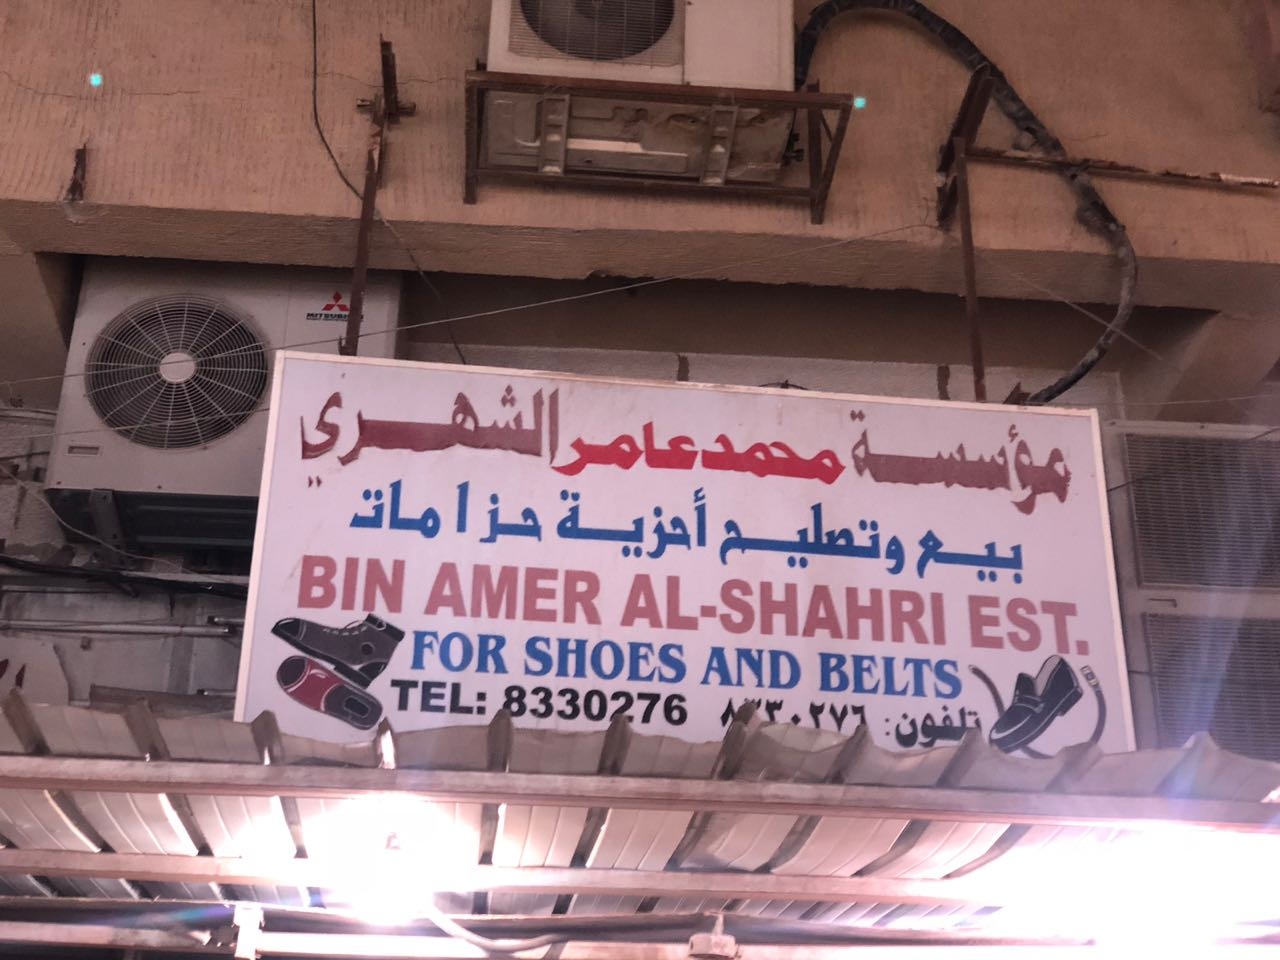 MITSUBISHI
مؤسسة محمد عامر الشهري
بيع وتصليح أحزية حزامات
BIN AMER AL-SHAHRI EST.
FOR SHOES AND BELTS
TEL: 8330276 تلفون: ٨٣٣٠٢٧٦